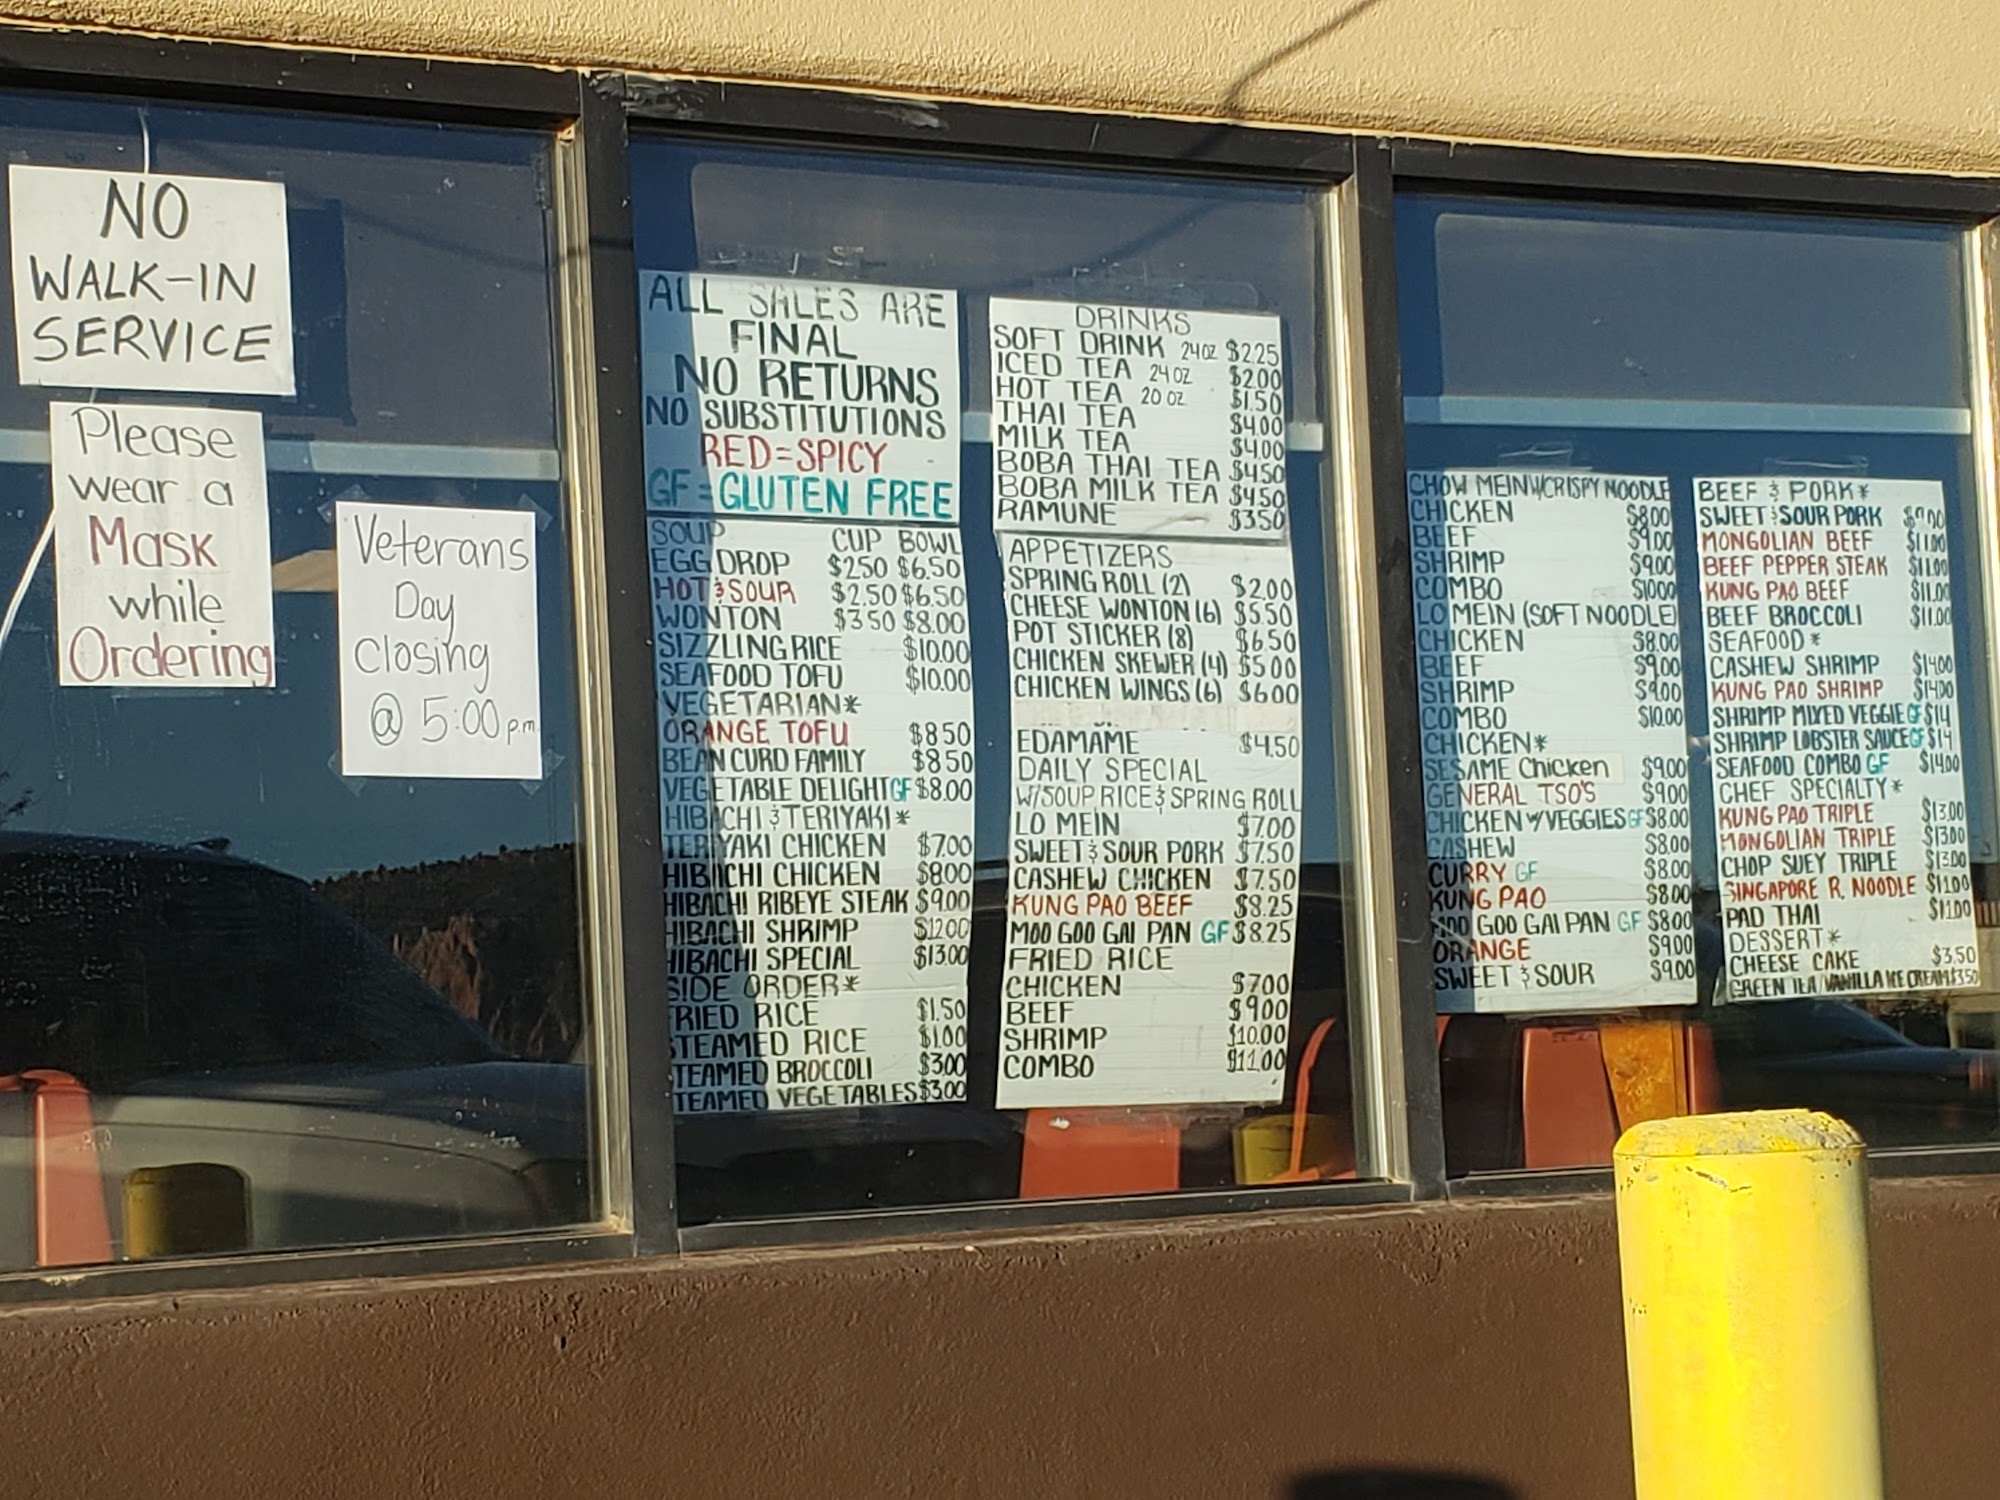 NO
WALK-IN
SERVICE
Please
wear a
Mask
while
Ordering
Veterans
Day
Closing
@ 5:00 p.m.
ALL SALES ARE
FINAL
NO RETURNS
NO SUBSTITUTIONS
RED=SPICY
GF=GLUTEN FREE
SOUP CUP BOWL
EGG DROP $2.50 $6.50
HOT & SOUR $2.50 $6.50
WONTON $3.50 $8.00
SIZZLING RICE $10.00
SEAFOOD TOFU $10.00
VEGETARIAN*
ORANGE TOFU $8.50
BEAN CURD FAMILY $8.50
VEGETABLE DELIGHT GF $8.00
HIBACHI & TERIYAKI*
TERIYAKI CHICKEN $7.00
HIBACHI CHICKEN $8.00
HIBACHI RIBEYE STEAK $9.00
HIBACHI SHRIMP $12.00
HIBACHI SPECIAL $13.00
SIDE ORDER*
FRIED RICE $1.50
STEAMED RICE $1.00
STEAMED BROCCOLI $3.00
STEAMED VEGETABLES $3.00
DRINKS
SOFT DRINK 24OZ $2.25
ICED TEA 24 OZ $2.00
HOT TEA 20 OZ. $1.50
THAI TEA $4.00
MILK TEA $4.00
BOBA THAI TEA $4.50
BOBA MILK TEA $4.50
RAMUNE $3.50
APPETIZERS
SPRING ROLL (2) $2.00
CHEESE WONTON (6) $5.50
POT STICKER (8) $6.50
CHICKEN SKEWER (4) $5.00
CHICKEN WINGS (6) $6.00
EDAMAME $4.50
DAILY SPECIAL
W/SOUP RICE & SPRING ROLL
LO MEIN $7.00
SWEET & SOUR PORK $7.50
CASHEW CHICKEN $7.50
KUNG PAO BEEF $8.25
MOO GOO GAI PAN GF $8.25
FRIED RICE
CHICKEN $7.00
BEEF $9.00
SHRIMP $10.00
COMBO $11.00
CHOW MEIN W/CRISPY NOODLE
CHICKEN $8.00
BEEF $9.00
SHRIMP $9.00
COMBO $10.00
LO MEIN (SOFT NOODLE)
CHICKEN $8.00
BEEF $9.00
SHRIMP $9.00
COMBO $10.00
CHICKEN*
SESAME Chicken $9.00
GENERAL TSO'S $9.00
CHICKEN W/VEGGIES GF $8.00
CASHEW $8.00
CURRY GF $8.00
KUNG PAO $8.00
MOO GOO GAI PAN GF $8.00
ORANGE $9.00
SWEET & SOUR $9.00
BEEF & PORK*
SWEET & SOUR PORK $9.00
MONGOLIAN BEEF $11.00
BEEF PEPPER STEAK $11.00
KUNG PAO BEEF $11.00
BEEF BROCCOLI $11.00
SEAFOOD*
CASHEW SHRIMP $14.00
KUNG PAO SHRIMP $14.00
SHRIMP MIXED VEGGIE GF $14
SHRIMP LOBSTER SAUCE GF $14
SEAFOOD COMBO GF $14.00
CHEF SPECIALTY*
KUNG PAO TRIPLE $13.00
MONGOLIAN TRIPLE $13.00
CHOP SUEY TRIPLE $13.00
SINGAPORE R. NOODLE $11.00
PAD THAI $11.00
DESSERT*
CHEESE CAKE $3.50
GREEN TEA/VANILLA ICE CREAM $3.50